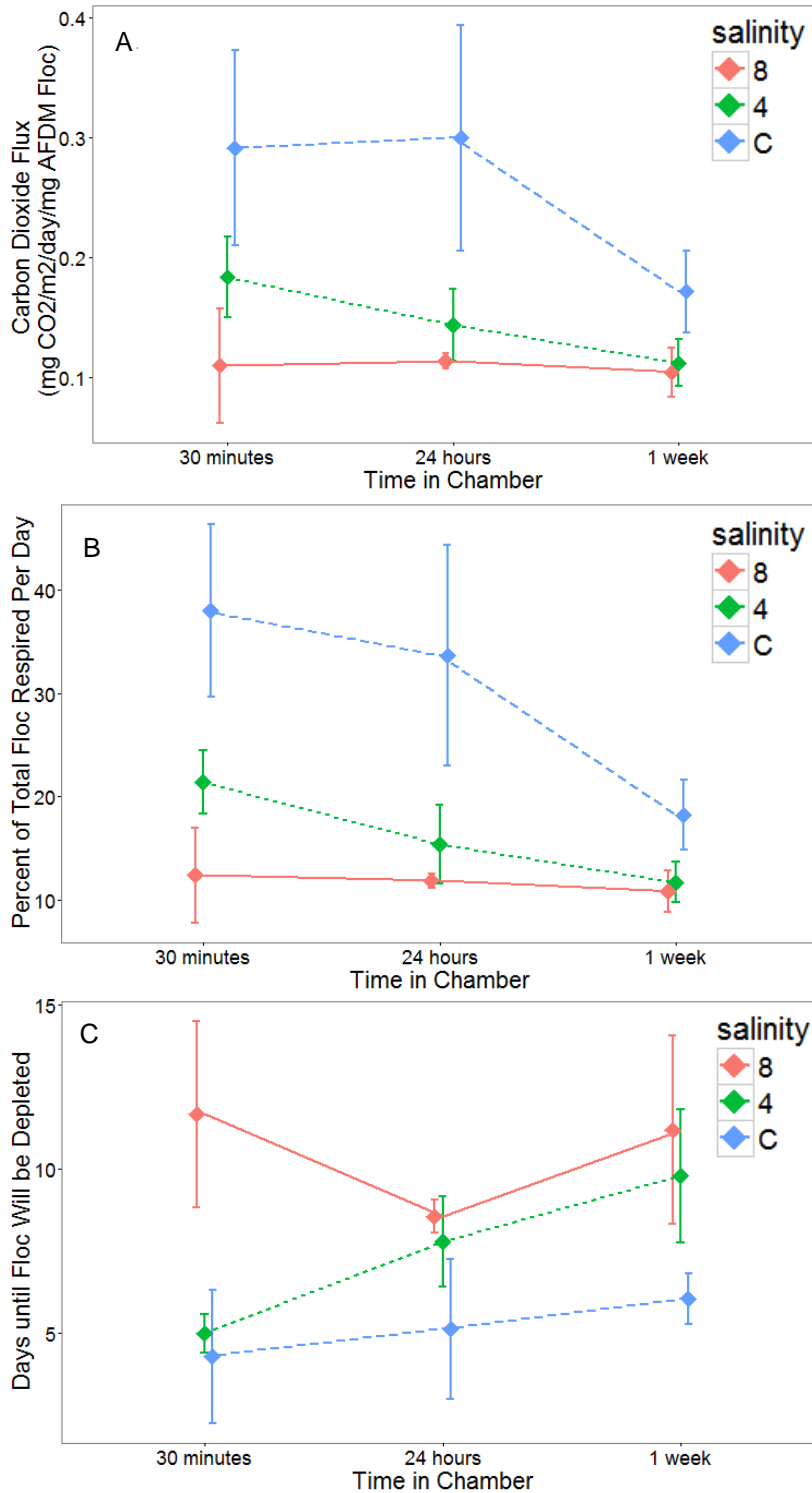 A
salinity
8
4
C
Carbon Dioxide Flux
(mg CO2/m2/day/mg AFDM Floc)
0.4
0.3
0.2
0.1
30 minutes 24 hours 1 week
Time in Chamber
B
salinity
8
4
C
Percent of Total Floc Respired Per Day
40
30
20
10
30 minutes 24 hours 1 week
Time in Chamber
C
salinity
8
4
C
Days until Floc Will be Depleted
15
10
5
30 minutes 24 hours 1 week
Time in Chamber